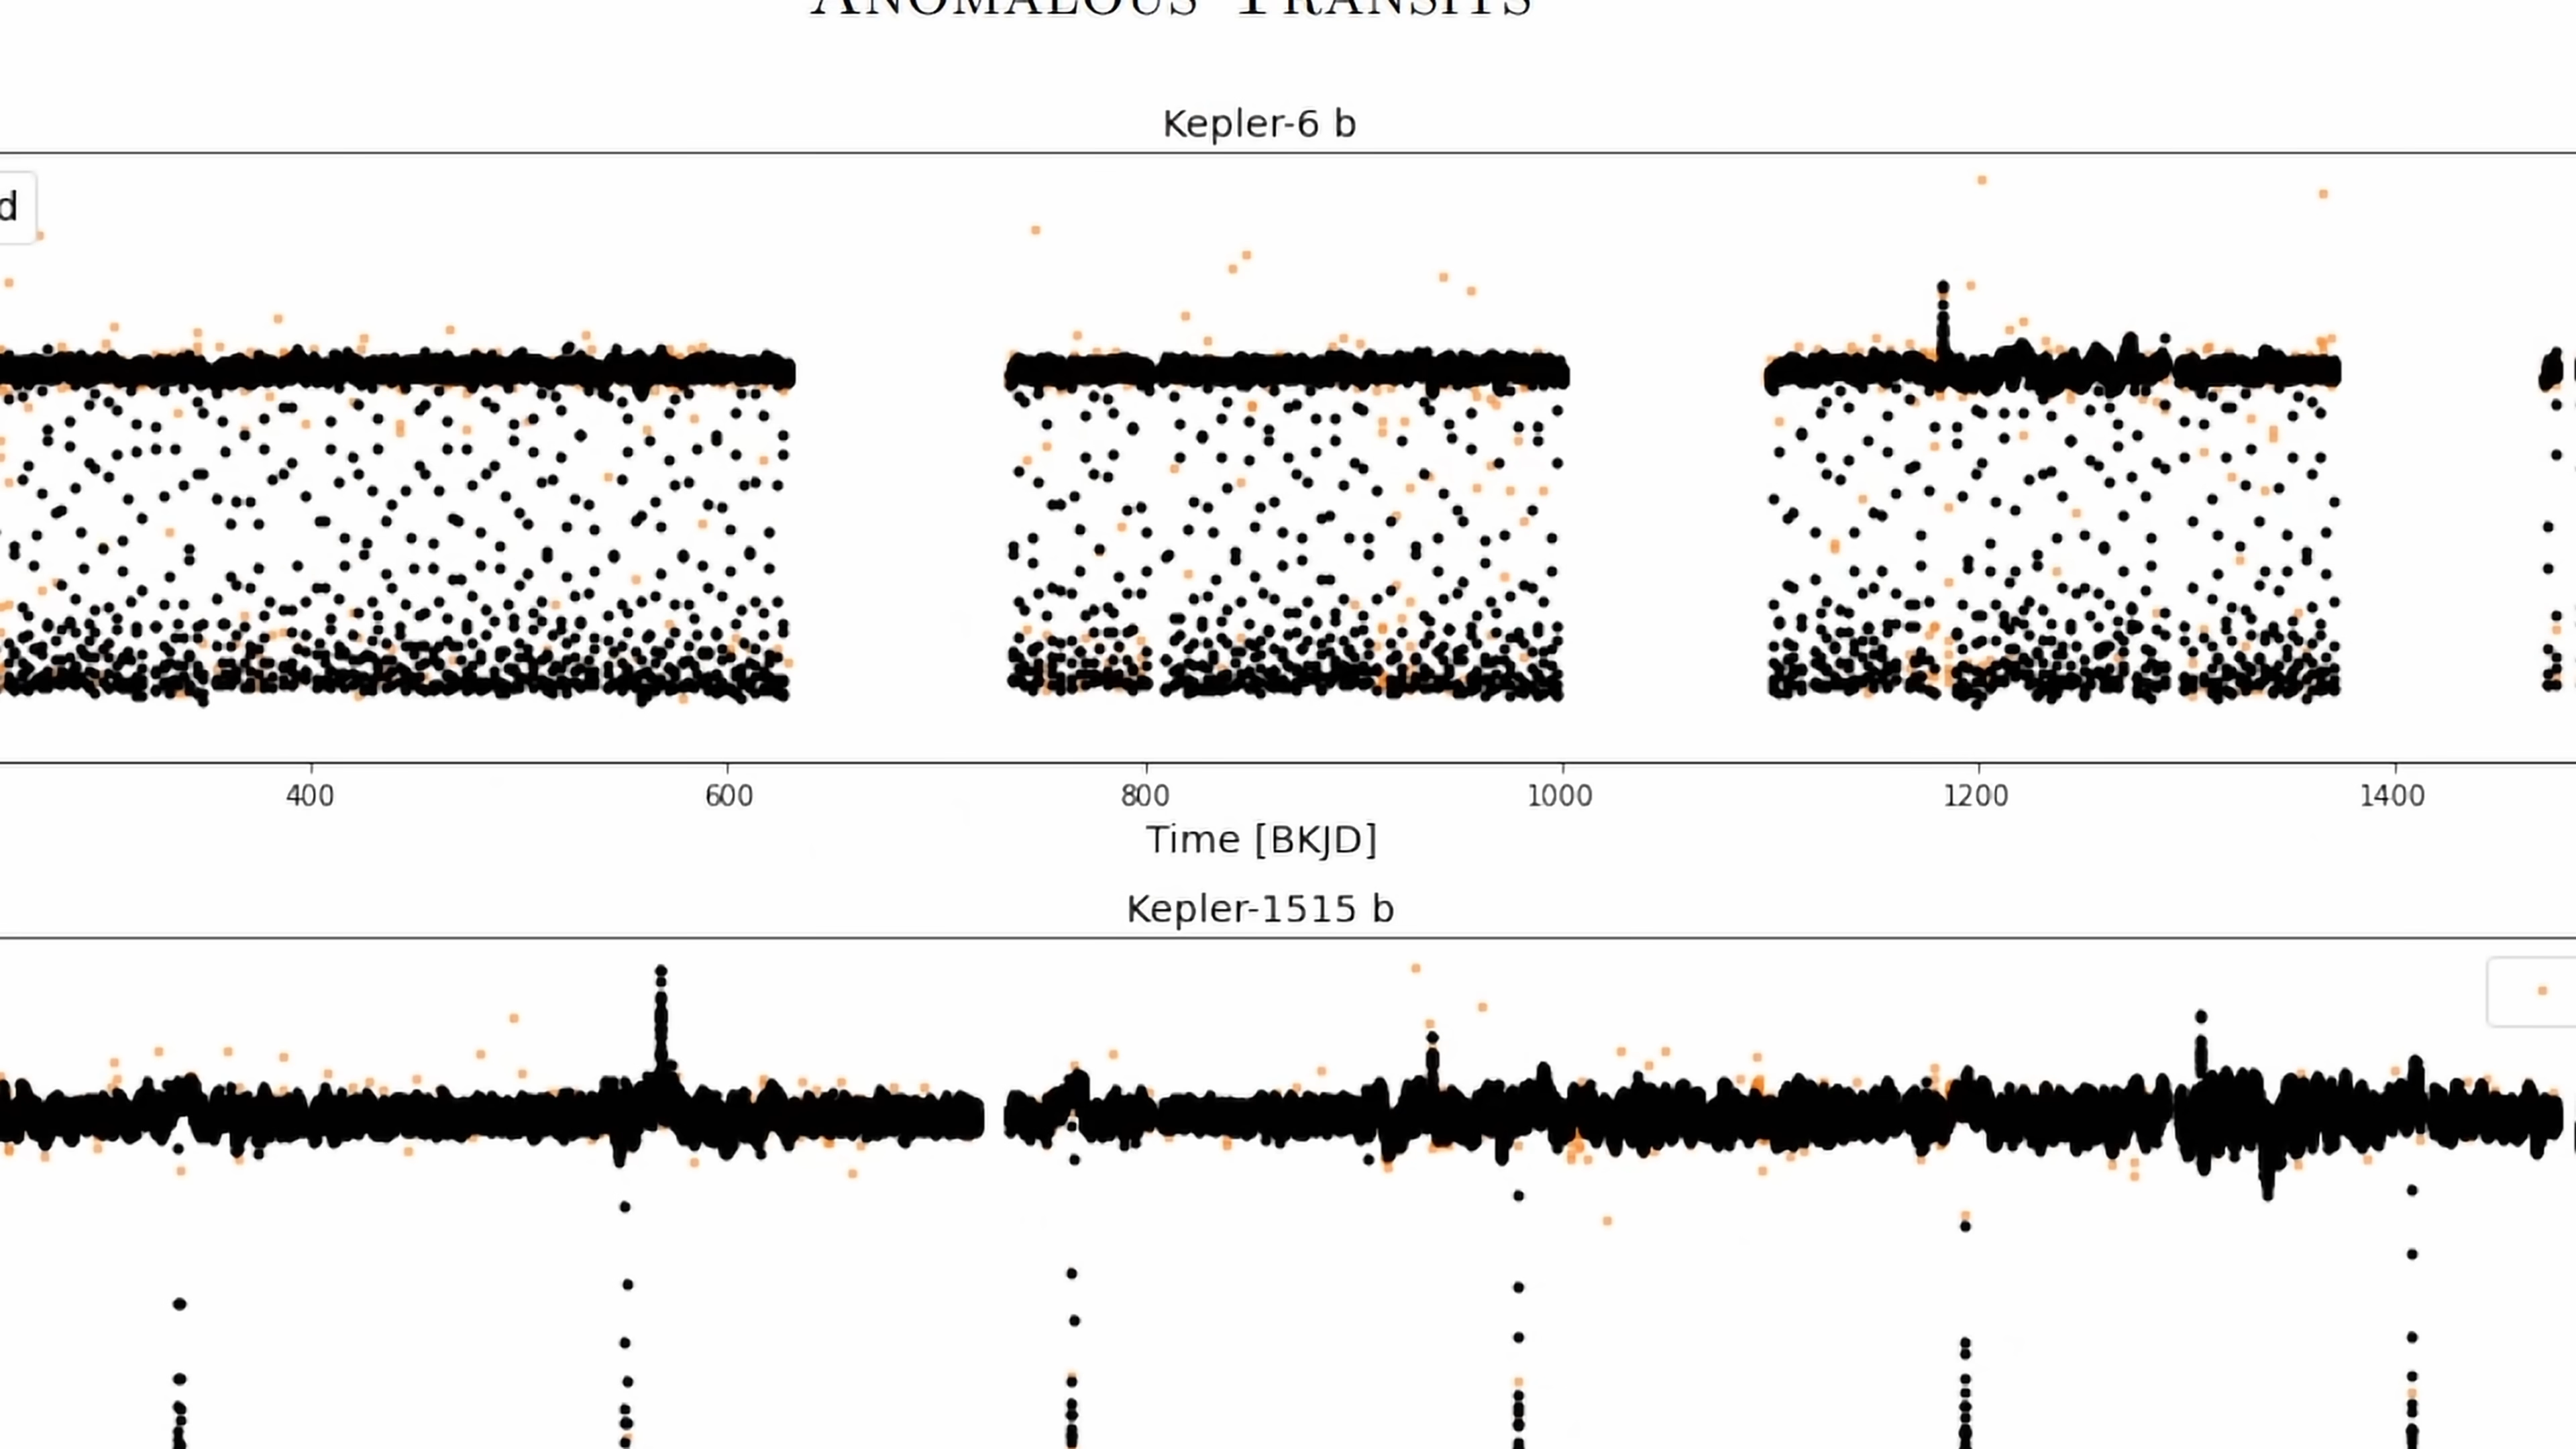 ANOMALOUS TRANSITS
Kepler-6 b
d
400 600 800 1000 1200 1400
Time [BKJD]
Kepler-1515 b